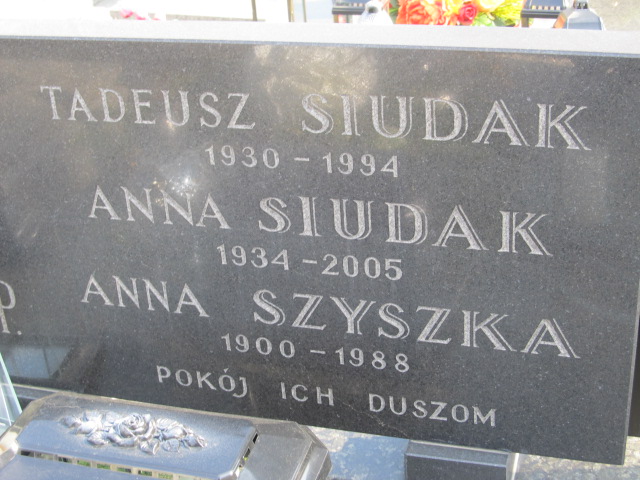 TADEUSZ SIUDAK
1930 – 1994
ANNA SIUDAK
1934 – 2005
ANNA SZYSZKA
1900 – 1988
POKÓJ ICH DUSZOM